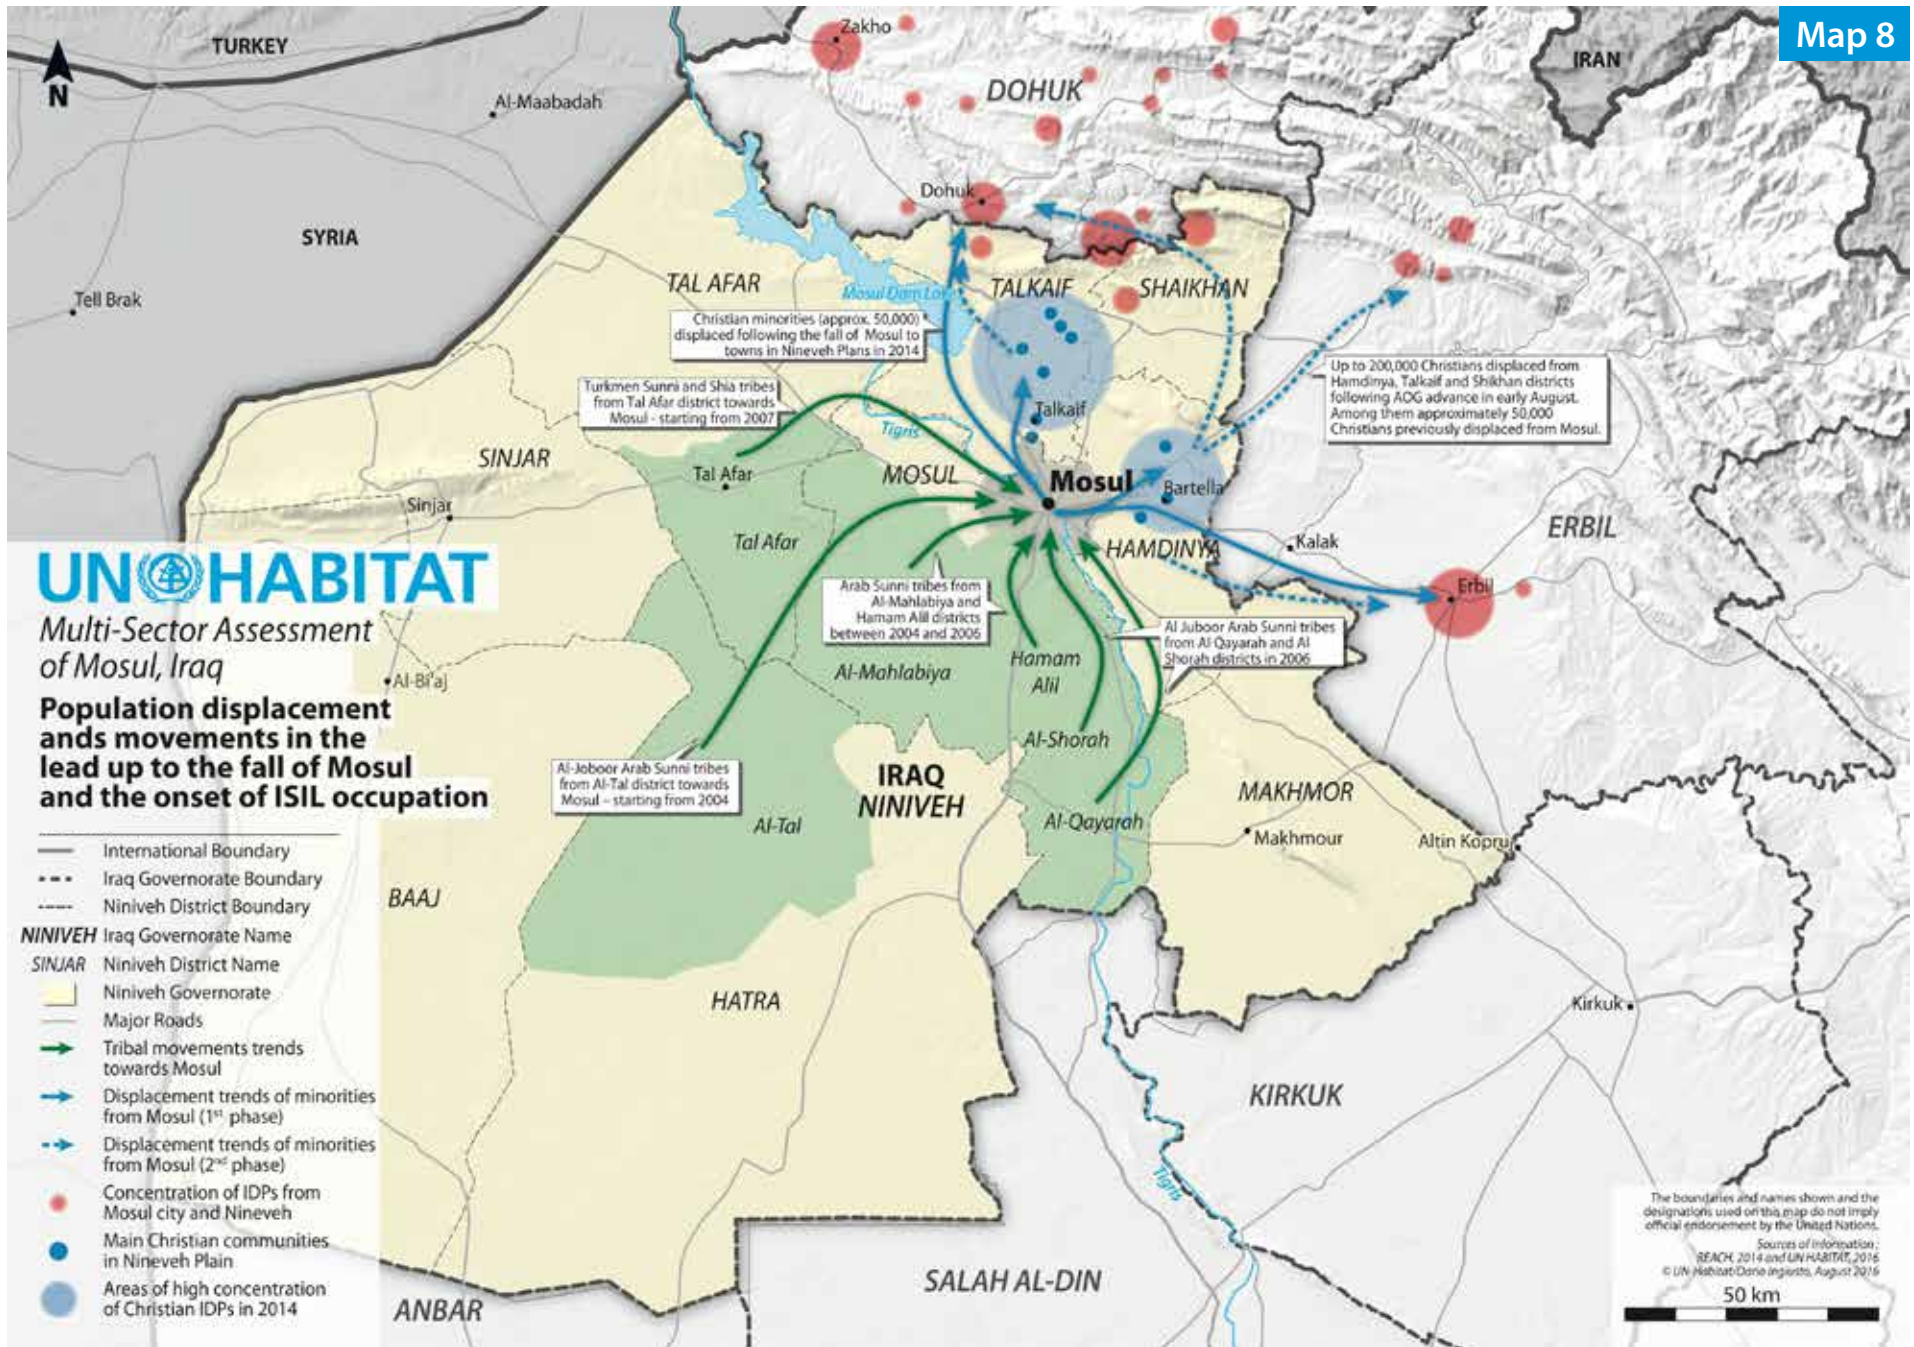 Map 8
N
TURKEY
Zakho
IRAN
DOHUK
Al-Maabadah
Dohuk
SYRIA
TAL AFAR
Mosul Dam Lake
TALKAIF
SHAIKHAN
Tell Brak
Christian minorities (approx. 50,000)
displaced following the fall of Mosul to
towns in Nineveh Plans in 2014
Turkmen Sunni and Shia tribes
from Tal Afar district towards
Mosul - starting from 2007
Up to 200,000 Christians displaced from
Hamdinya, Talkaif and Shikhan districts
following AOG advance in early August.
Among them approximately 50,000
Christians previously displaced from Mosul.
Talkaif
Tigris
SINJAR
Tal Afar
MOSUL
Mosul
Bartella
Sinjar
Tal Afar
HAMDINYA
Kalak
ERBIL
Erbil
UN HABITAT
Multi-Sector Assessment
of Mosul, Iraq
Population displacement
ands movements in the
lead up to the fall of Mosul
and the onset of ISIL occupation
Arab Sunni tribes from
Al-Mahlabiya and
Hamam Alil districts
between 2004 and 2006
Al Juboor Arab Sunni tribes
from Al Qayarah and Al
Shorah districts in 2006
Al-Bi'aj
Al-Mahlabiya
Hamam
Alil
Al-Shorah
Al-Joboor Arab Sunni tribes
from Al-Tal district towards
Mosul – starting from 2004
IRAQ
NINIVEH
MAKHMOR
Al-Tal
Al-Qayarah
Makhmour
Altin Kopru
BAAJ
HATRA
Kirkuk
KIRKUK
Tigris
SALAH AL-DIN
ANBAR
International Boundary
Iraq Governorate Boundary
Niniveh District Boundary
NINIVEH Iraq Governorate Name
SINJAR Niniveh District Name
Niniveh Governorate
Major Roads
Tribal movements trends
towards Mosul
Displacement trends of minorities
from Mosul (1st phase)
Displacement trends of minorities
from Mosul (2nd phase)
Concentration of IDPs from
Mosul city and Nineveh
Main Christian communities
in Nineveh Plain
Areas of high concentration
of Christian IDPs in 2014
The boundaries and names shown and the
designations used on this map do not imply
official endorsement by the United Nations.
Sources of information :
REACH, 2014 and UN HABITAT, 2016
© UN-Habitat/Dario Ingiusto, August 2016
50 km